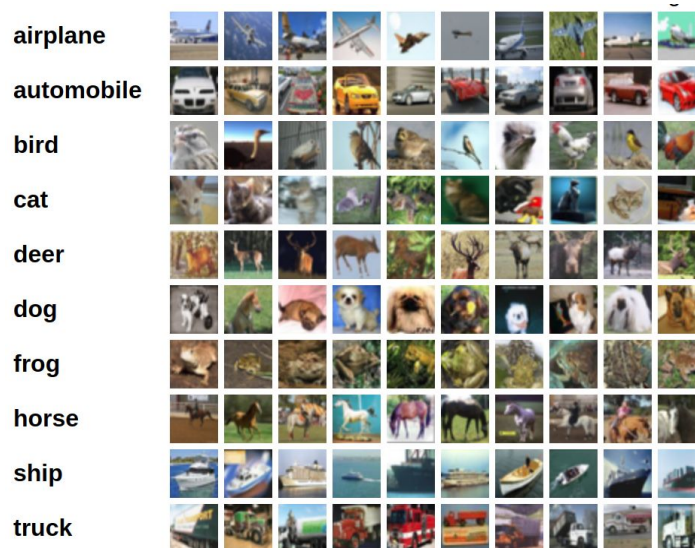 airplane
automobile
bird
cat
deer
dog
frog
horse
ship
truck